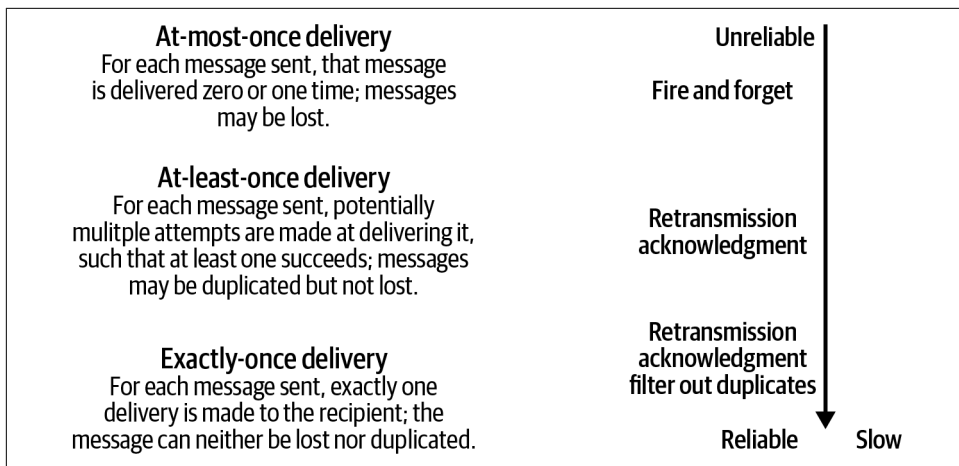 At-most-once delivery
For each message sent, that message
is delivered zero or one time; messages
may be lost.
At-least-once delivery
For each message sent, potentially
mulitple attempts are made at delivering it,
such that at least one succeeds; messages
may be duplicated but not lost.
Exactly-once delivery
For each message sent, exactly one
delivery is made to the recipient; the
message can neither be lost nor duplicated.
Unreliable
Fire and forget
Retransmission
acknowledgment
Retransmission
acknowledgment
filter out duplicates
Reliable
Slow